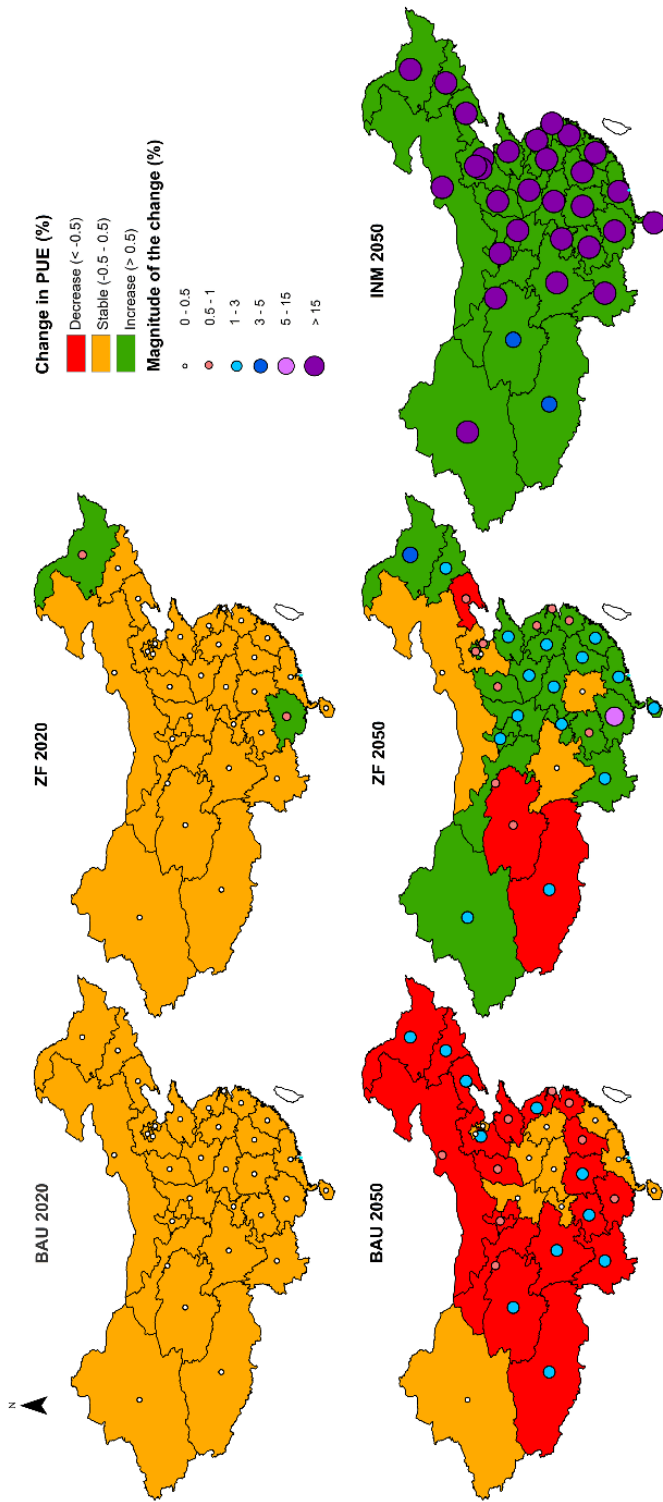 N
BAU 2020
ZF 2020
Change in PUE (%)
Decrease (< -0.5)
Stable (-0.5 - 0.5)
Increase (> 0.5)
Magnitude of the change (%)
0 - 0.5
0.5 - 1
1 - 3
3 - 5
5 - 15
> 15
BAU 2050
ZF 2050
INM 2050